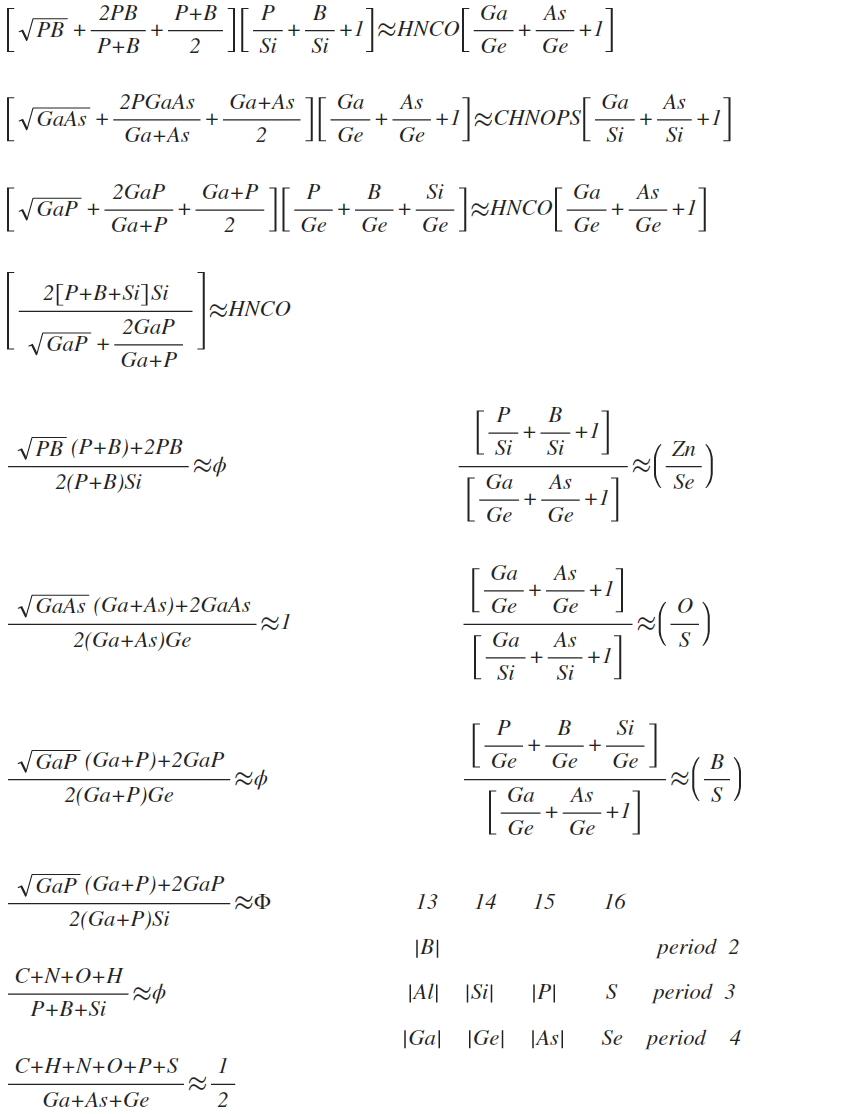 [√PB + 2PB/P+B + P+B/2][P/Si + B/Si +1]≈HNCO[Ga/Ge + As/Ge +1]
[√GaAs + 2PGaAs/Ga+As + Ga+As/2][Ga/Ge + As/Ge +1]≈CHNOPS[Ga/Si + As/Si +1]
[√GaP + 2GaP/Ga+P + Ga+P/2][P/Ge + B/Ge + Si/Ge]≈HNCO[Ga/Ge + As/Ge +1]
[2[P+B+Si]Si/√GaP + 2GaP/Ga+P]≈HNCO
√PB (P+B)+2PB/2(P+B)Si ≈ϕ [P/Si + B/Si +1]/[Ga/Ge + As/Ge +1] ≈(Zn/Se)
√GaAs (Ga+As)+2GaAs/2(Ga+As)Ge ≈1 [Ga/Ge + As/Ge +1]/[Ga/Si + As/Si +1] ≈(O/S)
√GaP (Ga+P)+2GaP/2(Ga+P)Ge ≈ϕ [P/Ge + B/Ge + Si/Ge]/[Ga/Ge + As/Ge +1] ≈(B/S)
√GaP (Ga+P)+2GaP/2(Ga+P)Si ≈Φ
C+N+O+H/P+B+Si ≈ϕ
C+H+N+O+P+S/Ga+As+Ge ≈ 1/2
13 14 15 16
|B| period 2
|Al| |Si| |P| S period 3
|Ga| |Ge| |As| Se period 4